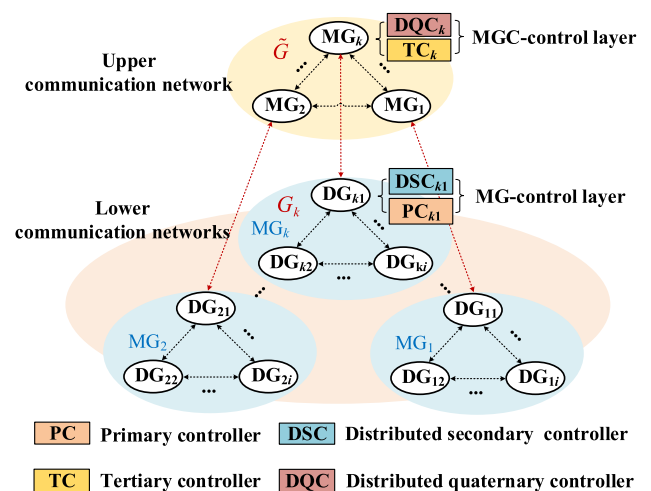 MGₖ
G̃
DQCₖ
TCₖ
MGC-control layer
Upper
communication network
MG₂
MG₁
DGₖ₁
DSCₖ₁
PCₖ₁
MG-control layer
Lower
communication networks
Gₖ
MGₖ
DGₖ₂
DGₖᵢ
DG₂₁
MG₂
DG₂₂
DG₂ᵢ
DG₁₁
MG₁
DG₁₂
DG₁ᵢ
PC Primary controller
DSC Distributed secondary controller
TC Tertiary controller
DQC Distributed quaternary controller